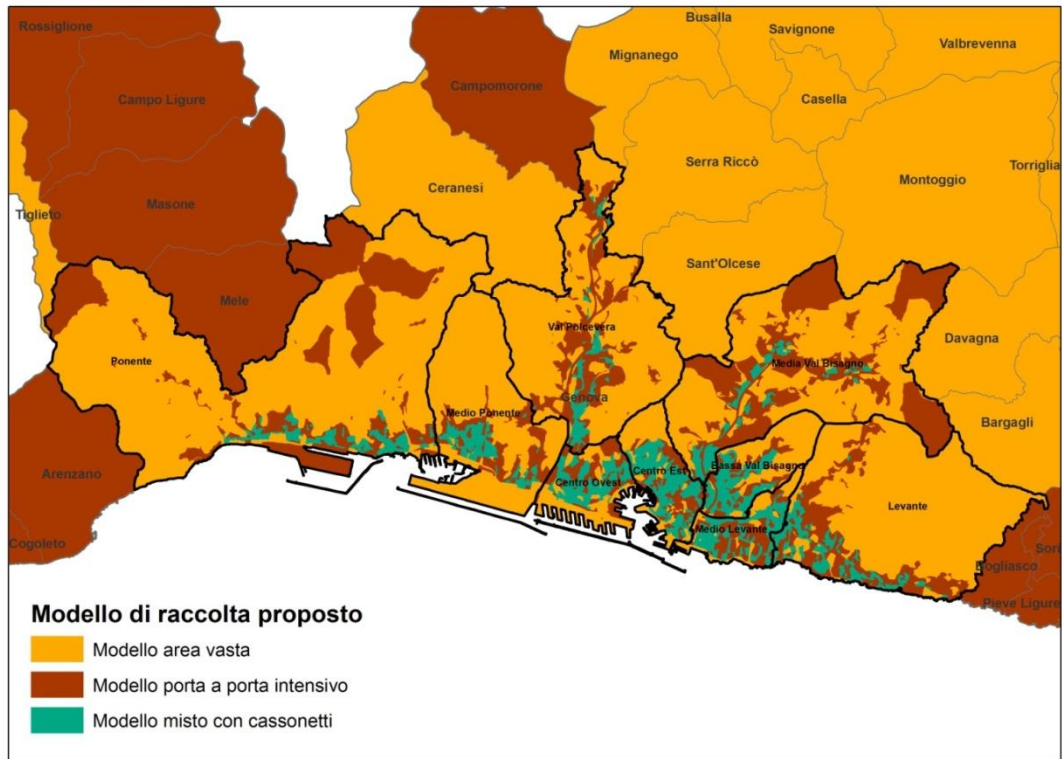 Rossiglione
Busalla
Savignone
Mignanego
Valbrevenna
Campomorone
Campo Ligure
Casella
Serra Riccò
Torriglia
Ceranesi
Montoggio
Masone
Tiglieto
Sant'Olcese
Mele
Val Polcevera
Davagna
Ponente
Media Val Bisagno
Genova
Medio Ponente
Bargagli
Arenzano
Centro Est
Bassa Val Bisagno
Centro Ovest
Levante
Medio Levante
Cogoleto
Sori
Bogliasco
Pieve Ligure
Modello di raccolta proposto
Modello area vasta
Modello porta a porta intensivo
Modello misto con cassonetti